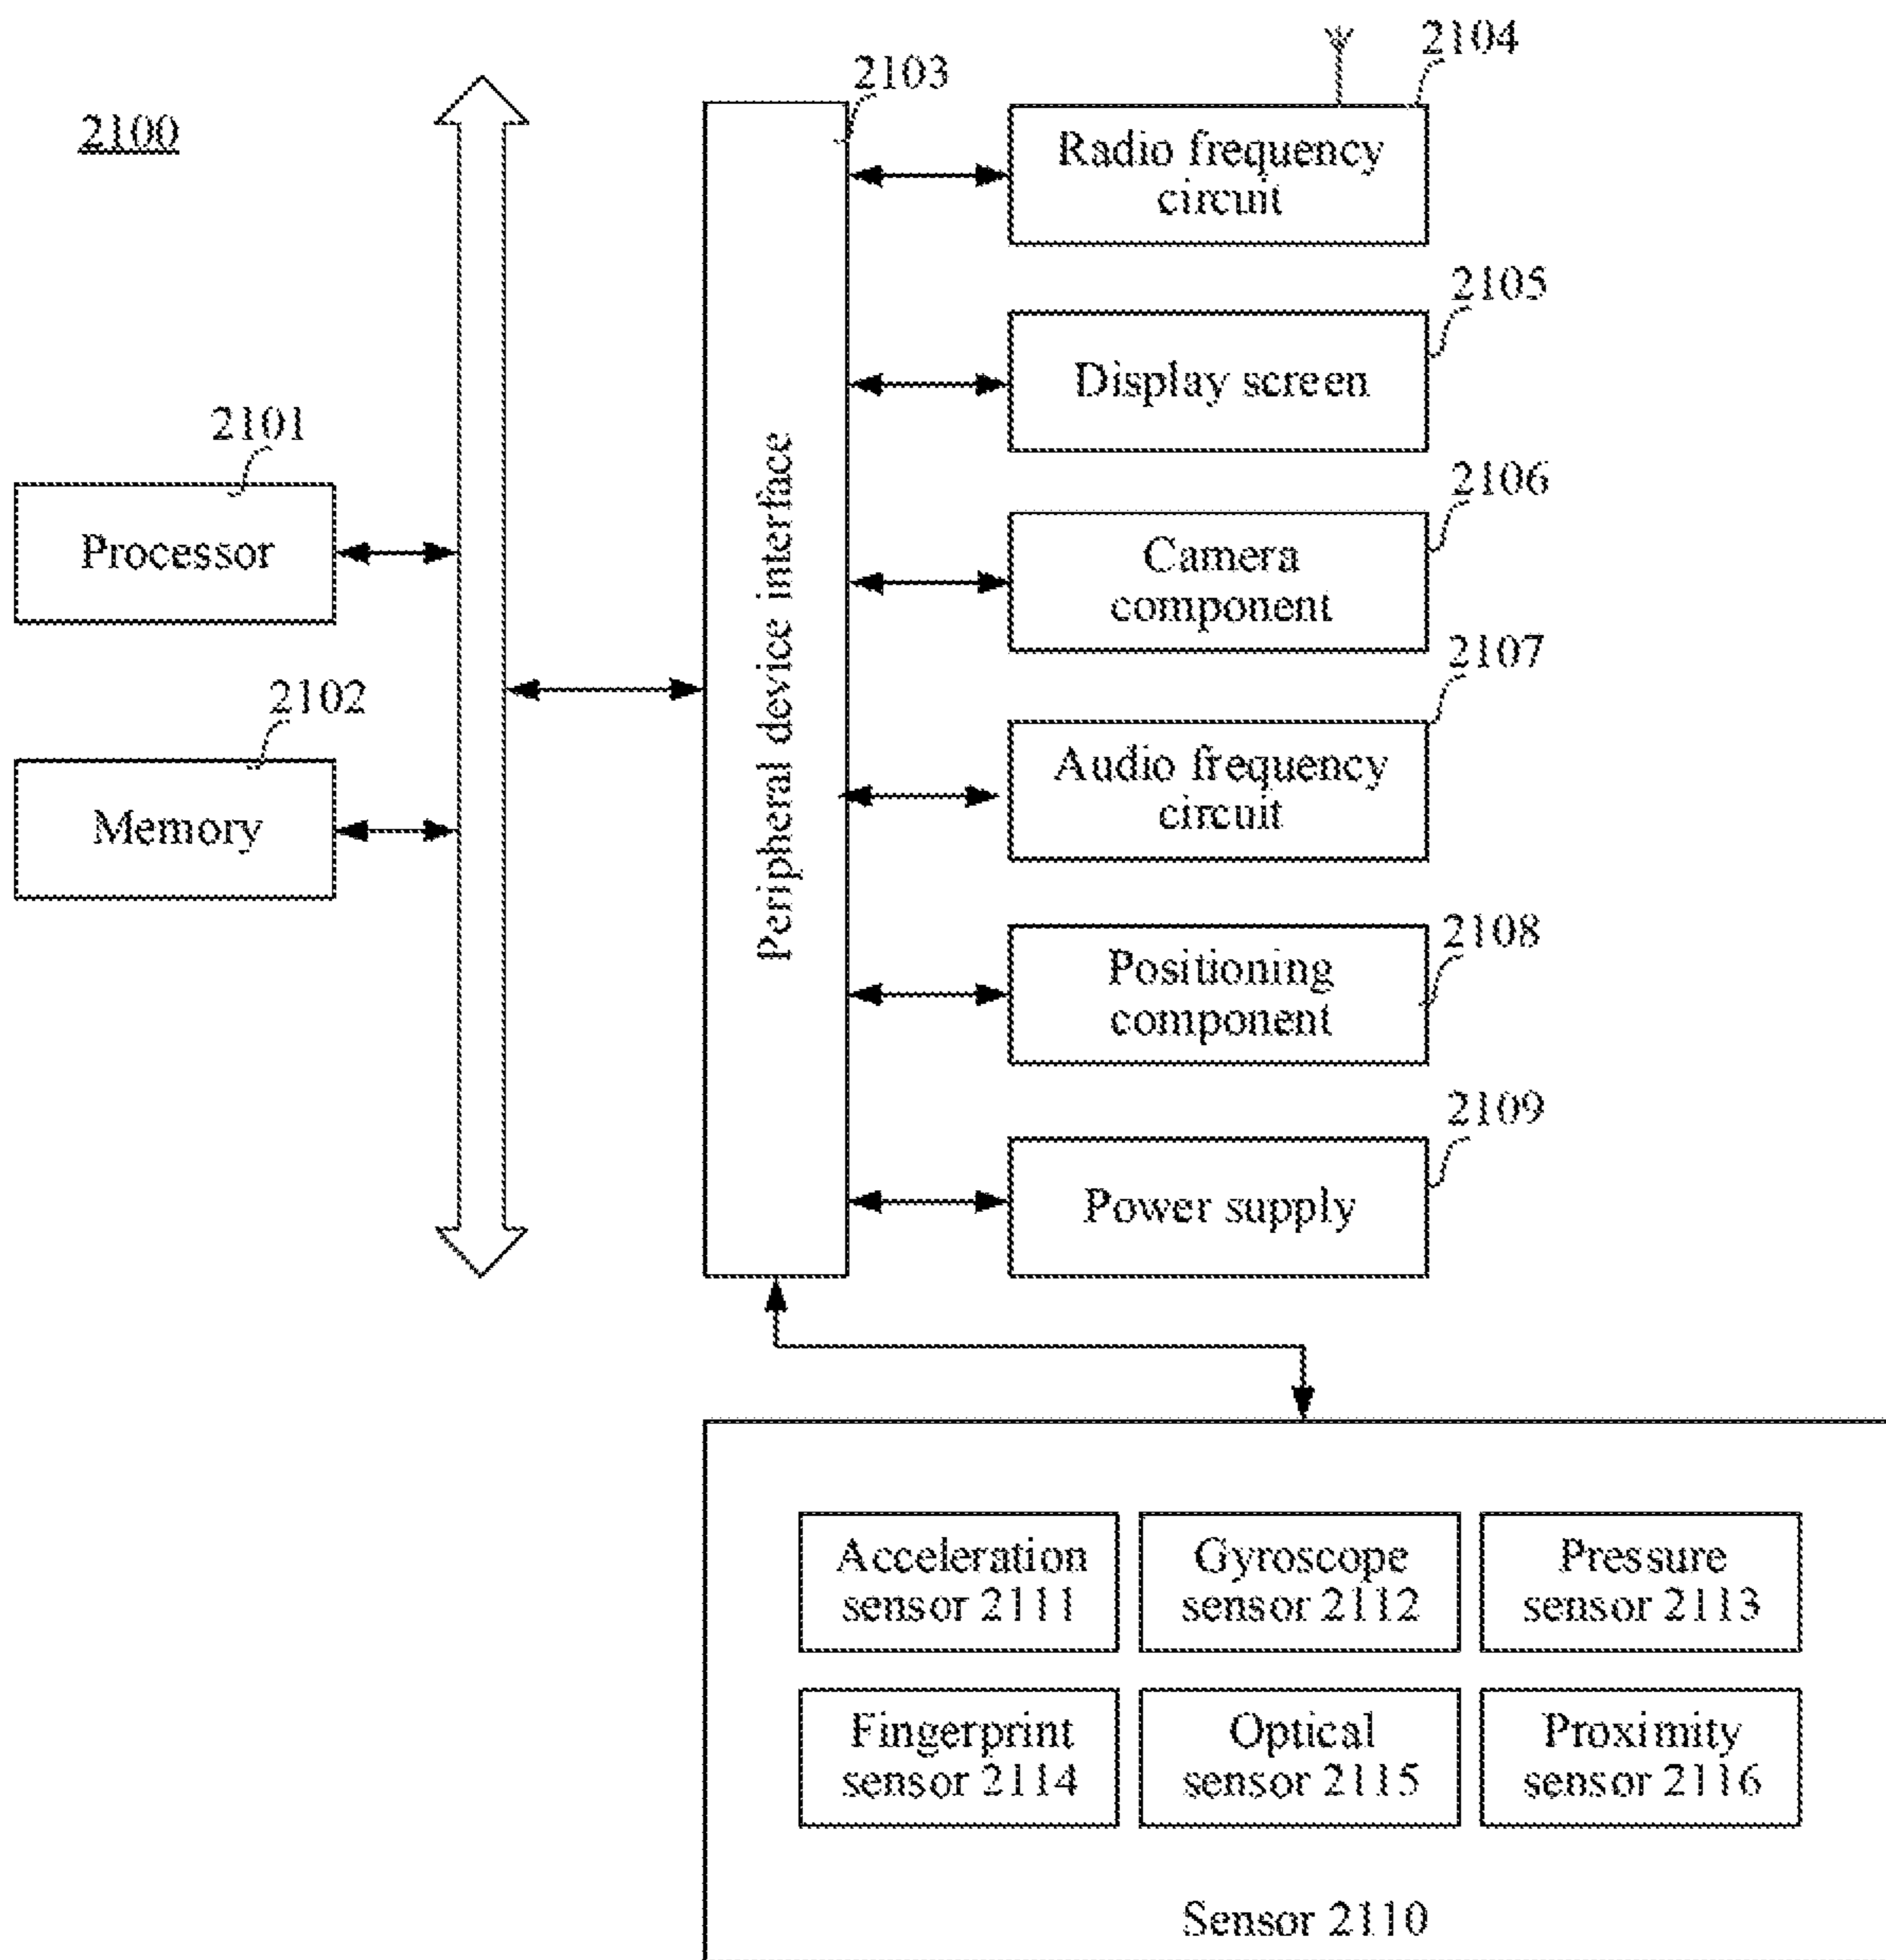 2100
2103
2104
Radio frequency
circuit
2105
Display screen
2101
Processor
2106
Camera
component
Peripheral device interface
2102
Memory
2107
Audio frequency
circuit
2108
Positioning
component
2109
Power supply
Acceleration
sensor 2111
Gyroscope
sensor 2112
Pressure
sensor 2113
Fingerprint
sensor 2114
Optical
sensor 2115
Proximity
sensor 2116
Sensor 2110